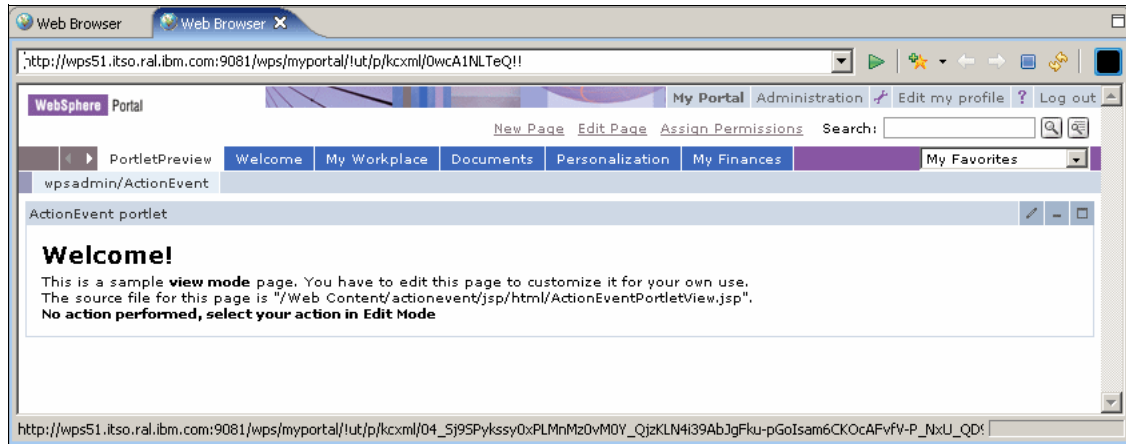 Web Browser Web Browser
http://wps51.itso.ral.ibm.com:9081/wps/myportal/!ut/p/kcxml/0wcA1NLTeQ!!
WebSphere Portal My Portal Administration Edit my profile ? Log out
New Page Edit Page Assign Permissions Search:
PortletPreview Welcome My Workplace Documents Personalization My Finances My Favorites
wpsadmin/ActionEvent
ActionEvent portlet
Welcome!
This is a sample view mode page. You have to edit this page to customize it for your own use.
The source file for this page is "/Web Content/actionevent/jsp/html/ActionEventPortletView.jsp".
No action performed, select your action in Edit Mode
http://wps51.itso.ral.ibm.com:9081/wps/myportal/!ut/p/kcxml/04_Sj9SPykssy0xPLMnMz0vM0Y_QjzKLN4i39AbJgFku-pGoIsam6CKOcAFvfV-P_NxU_QD9